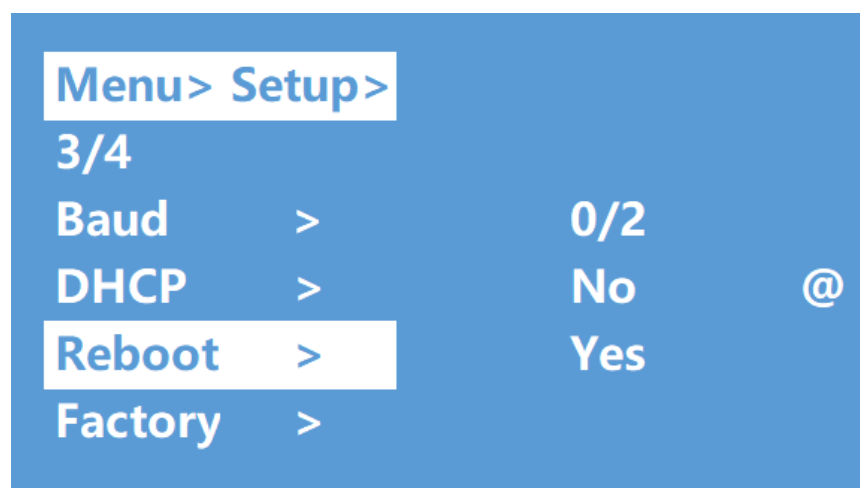 Menu> Setup>
3/4
Baud > 0/2
DHCP > No @
Reboot > Yes
Factory >